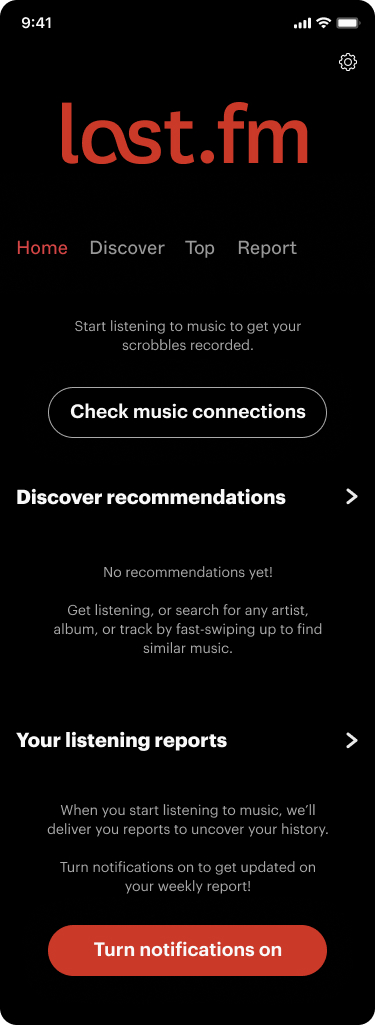 9:41
last.fm
Home Discover Top Report
Start listening to music to get your
scrobbles recorded.
Check music connections
Discover recommendations
No recommendations yet!
Get listening, or search for any artist,
album, or track by fast-swiping up to find
similar music.
Your listening reports
When you start listening to music, we’ll
deliver you reports to uncover your history.
Turn notifications on to get updated on
your weekly report!
Turn notifications on